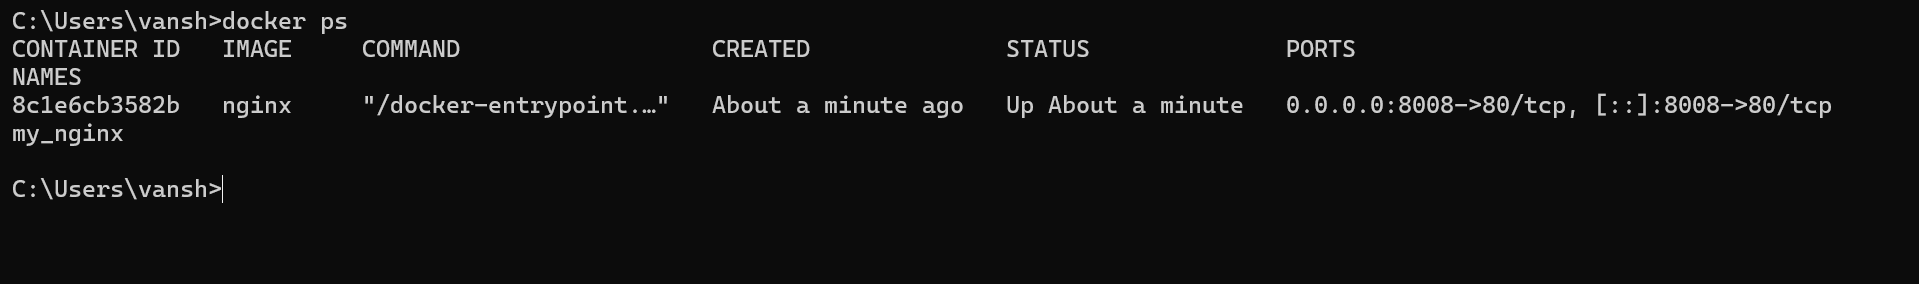 C:\Users\vansh>docker ps
CONTAINER ID   IMAGE     COMMAND                  CREATED              STATUS              PORTS
NAMES
8c1e6cb3582b   nginx     "/docker-entrypoint.…"   About a minute ago   Up About a minute   0.0.0.0:8008->80/tcp, [::]:8008->80/tcp
my_nginx
C:\Users\vansh>